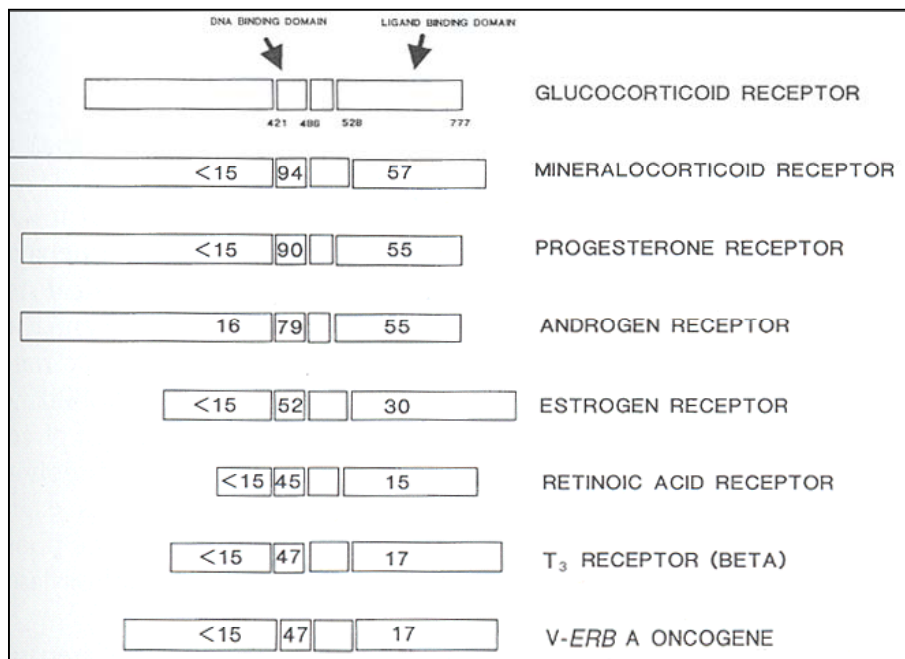 DNA BINDING DOMAIN LIGAND BINDING DOMAIN
GLUCOCORTICOID RECEPTOR
421 486 528 777
<15 94 57 MINERALOCORTICOID RECEPTOR
<15 90 55 PROGESTERONE RECEPTOR
16 79 55 ANDROGEN RECEPTOR
<15 52 30 ESTROGEN RECEPTOR
<15 45 15 RETINOIC ACID RECEPTOR
<15 47 17 T₃ RECEPTOR (BETA)
<15 47 17 V-ERB A ONCOGENE